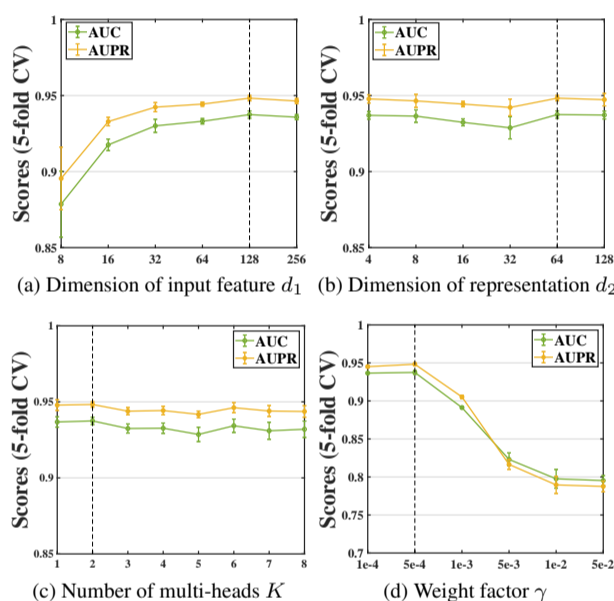 1
AUC
AUPR
0.95
0.9
0.85
8 16 32 64 128 256
Scores (5-fold CV)
(a) Dimension of input feature d₁
1
AUC
AUPR
0.95
0.9
0.85
4 8 16 32 64 128
Scores (5-fold CV)
(b) Dimension of representation d₂
1
AUC
AUPR
0.95
0.9
0.85
1 2 3 4 5 6 7 8
Scores (5-fold CV)
(c) Number of multi-heads K
1
AUC
AUPR
0.95
0.9
0.85
0.8
0.75
0.7
1e-4 5e-4 1e-3 5e-3 1e-2 5e-2
Scores (5-fold CV)
(d) Weight factor γ